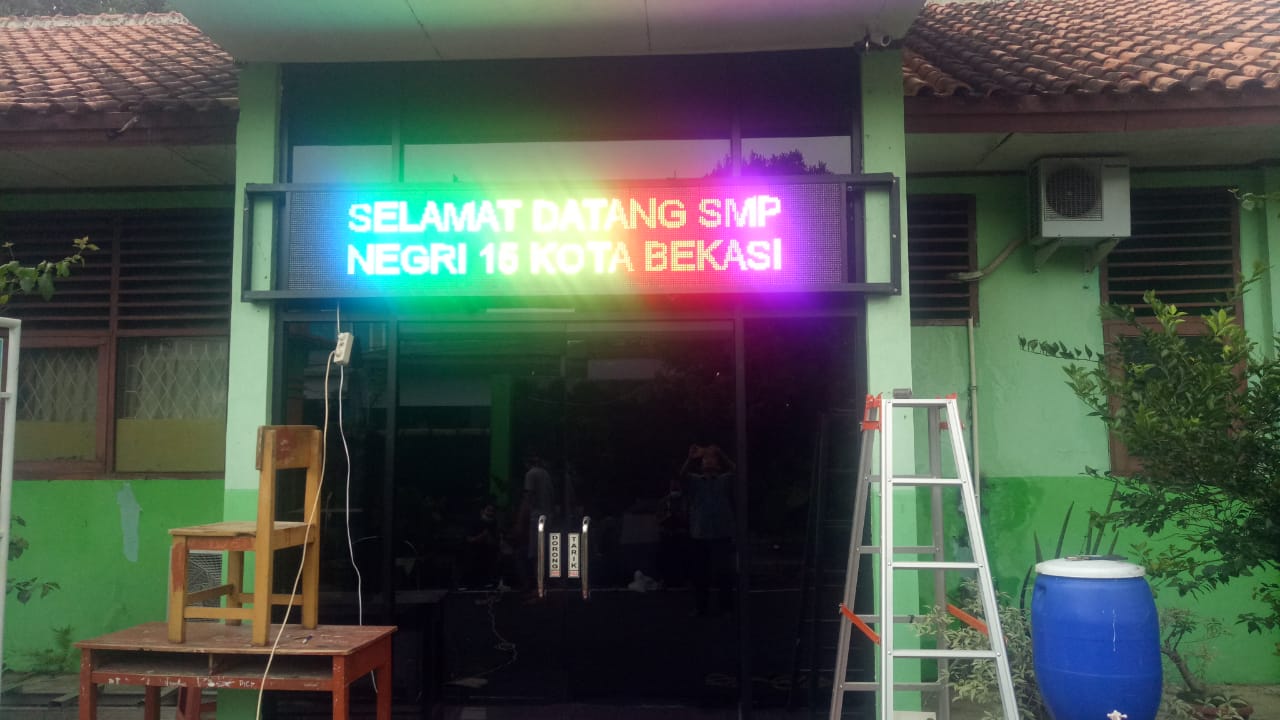 SELAMAT DATANG SMP
NEGRI 15 KOTA BEKASI
DORONG
TARIK